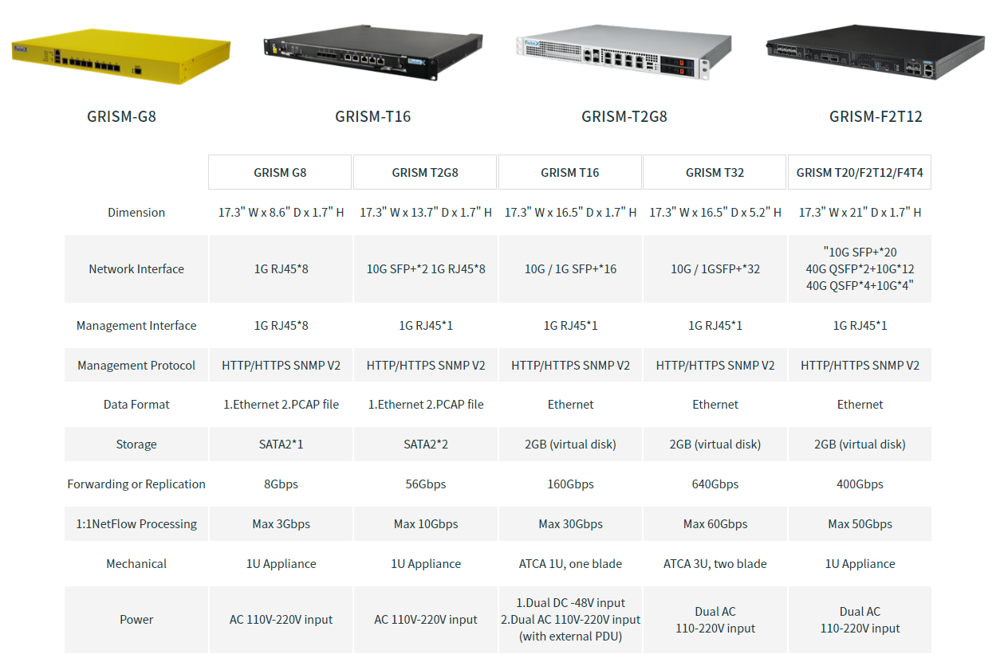 PacketX
PacketX
PacketX
GRISM-G8
GRISM-T16
GRISM-T2G8
GRISM-F2T12
GRISM G8
GRISM T2G8
GRISM T16
GRISM T32
GRISM T20/F2T12/F4T4
Dimension
17.3" W x 8.6" D x 1.7" H
17.3" W x 13.7" D x 1.7" H
17.3" W x 16.5" D x 1.7" H
17.3" W x 16.5" D x 5.2" H
17.3" W x 21" D x 1.7" H
Network Interface
1G RJ45*8
10G SFP+*2 1G RJ45*8
10G / 1G SFP+*16
10G / 1GSFP+*32
"10G SFP+*20
40G QSFP*2+10G*12
40G QSFP*4+10G*4"
Management Interface
1G RJ45*8
1G RJ45*1
1G RJ45*1
1G RJ45*1
1G RJ45*1
Management Protocol
HTTP/HTTPS SNMP V2
HTTP/HTTPS SNMP V2
HTTP/HTTPS SNMP V2
HTTP/HTTPS SNMP V2
HTTP/HTTPS SNMP V2
Data Format
1.Ethernet 2.PCAP file
1.Ethernet 2.PCAP file
Ethernet
Ethernet
Ethernet
Storage
SATA2*1
SATA2*2
2GB (virtual disk)
2GB (virtual disk)
2GB (virtual disk)
Forwarding or Replication
8Gbps
56Gbps
160Gbps
640Gbps
400Gbps
1:1NetFlow Processing
Max 3Gbps
Max 10Gbps
Max 30Gbps
Max 60Gbps
Max 50Gbps
Mechanical
1U Appliance
1U Appliance
ATCA 1U, one blade
ATCA 3U, two blade
1U Appliance
Power
AC 110V-220V input
AC 110V-220V input
1.Dual DC -48V input
2.Dual AC 110V-220V input
(with external PDU)
Dual AC
110-220V input
Dual AC
110-220V input